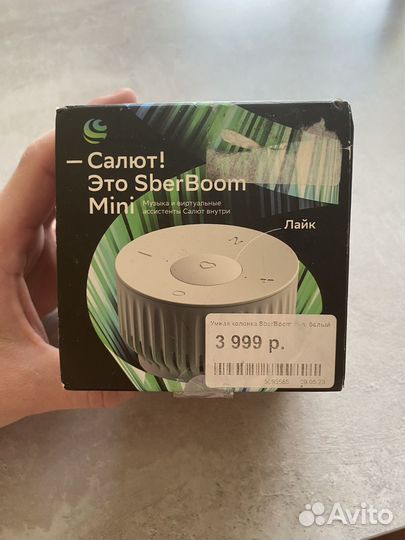 — Салют!
Это SberBoom
Mini
Музыка и виртуальные
ассистенты Салют внутри
Лайк
Умная колонка SberBoom белый
3 999 р.
Avito